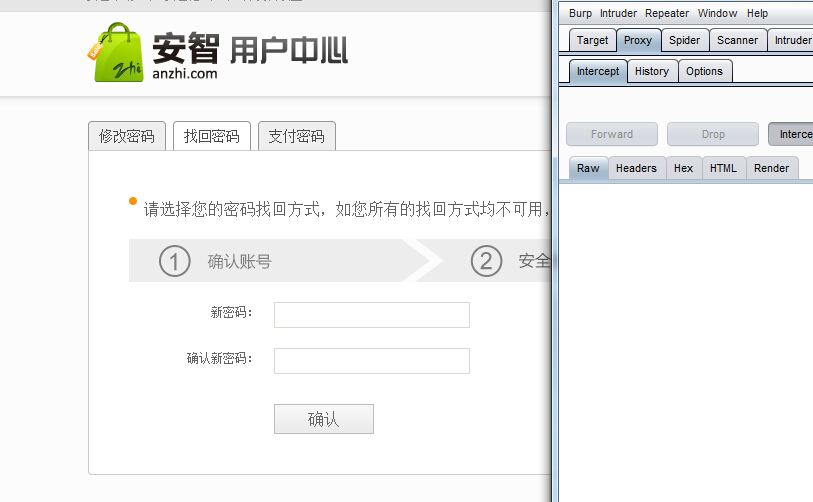 安智 用户中心
anzhi.com
修改密码 找回密码 支付密码
请选择您的密码找回方式，如您所有的找回方式均不可用，
1 确认账号 2 安全
新密码：
确认新密码：
确认
Burp Intruder Repeater Window Help
Target Proxy Spider Scanner Intruder
Intercept History Options
Forward Drop Interce
Raw Headers Hex HTML Render